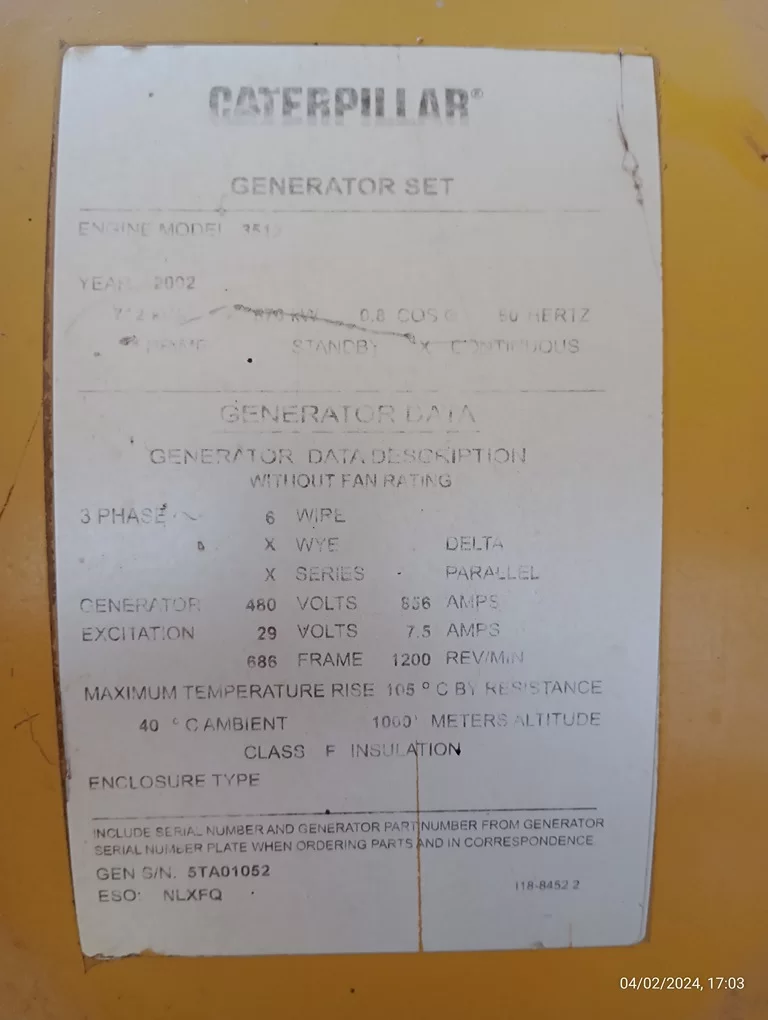 CATERPILLAR®
GENERATOR SET
ENGINE MODEL
YEAR 2002
0.8 COS HERTZ
STANDBY X CONTINUOUS
GENERATOR DATA
GENERATOR DATA DESCRIPTION
WITHOUT FAN RATING
3 PHASE 6 WIRE
X WYE DELTA
X SERIES PARALLEL
GENERATOR 480 VOLTS 856 AMPS
EXCITATION 29 VOLTS 7.5 AMPS
686 FRAME 1200 REV/MIN
MAXIMUM TEMPERATURE RISE 105 ° C BY RESISTANCE
40 ° C AMBIENT 1000 METERS ALTITUDE
CLASS F INSULATION
ENCLOSURE TYPE
INCLUDE SERIAL NUMBER AND GENERATOR PART NUMBER FROM GENERATOR
SERIAL NUMBER PLATE WHEN ORDERING PARTS AND IN CORRESPONDENCE
GEN S/N. 5TA01052
ESO: NLXFQ
118-8452 2
04/02/2024, 17:03